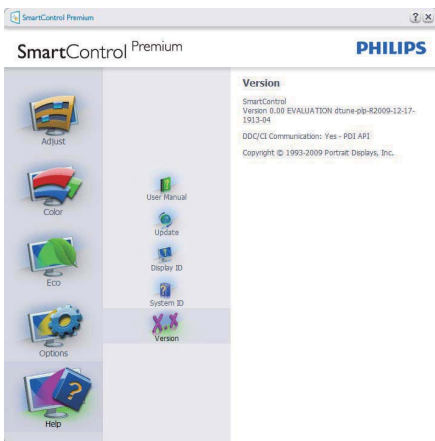 SmartControl Premium
? x
SmartControl Premium
PHILIPS
Adjust
Color
Eco
Options
Help
User Manual
Update
Display ID
System ID
Version
Version
SmartControl
Version 0.00 EVALUATION dtune-plp-R2009-12-17-
1913-04
DDC/CI Communication: Yes - PDI API
Copyright © 1993-2009 Portrait Displays, Inc.